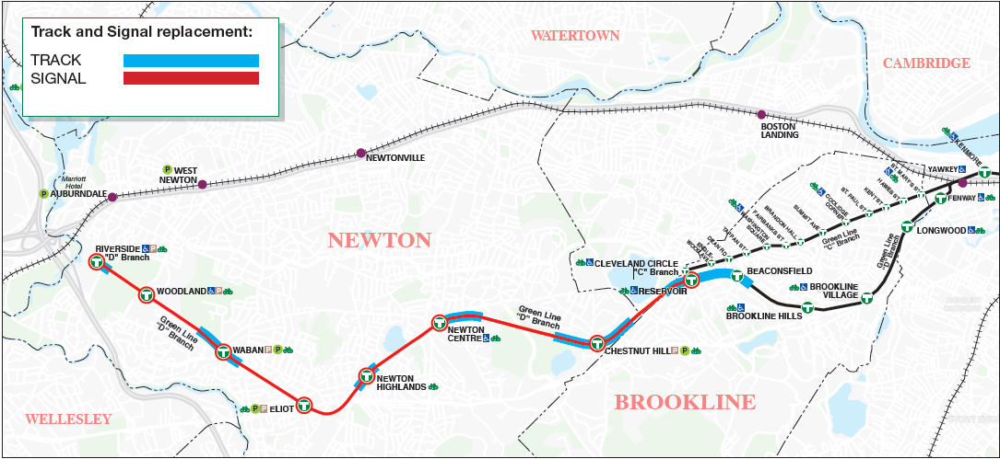 Track and Signal replacement:
TRACK
SIGNAL
WATERTOWN
CAMBRIDGE
BOSTON
LANDING
KENMORE
YAWKEY
FENWAY
LONGWOOD
ST. MARY'S ST.
HAWES ST.
KENT ST.
ST. PAUL ST.
COOLIDGE
CORNER
SUMMIT AVE.
BRANDON HALL
FAIRBANKS ST.
WASHINGTON
SQUARE
TAPPAN ST.
DEAN RD.
ENGLE-
WOOD AVE.
Green Line
"C" Branch
Green Line
"D" Branch
P WEST
NEWTON
NEWTONVILLE
Marriott
Hotel
P AUBURNDALE
NEWTON
RIVERSIDE P
"D" Branch
T
WOODLAND P
T
Green Line
"D" Branch
T
WABAN P P
P P ELIOT
T
T
NEWTON
HIGHLANDS
T
NEWTON
CENTRE
Green Line
"D" Branch
T
CHESTNUT HILL P P
CLEVELAND CIRCLE
"C" Branch
RESERVOIR
T
T
BEACONSFIELD
BROOKLINE
VILLAGE
T
BROOKLINE HILLS
T
BROOKLINE
WELLESLEY